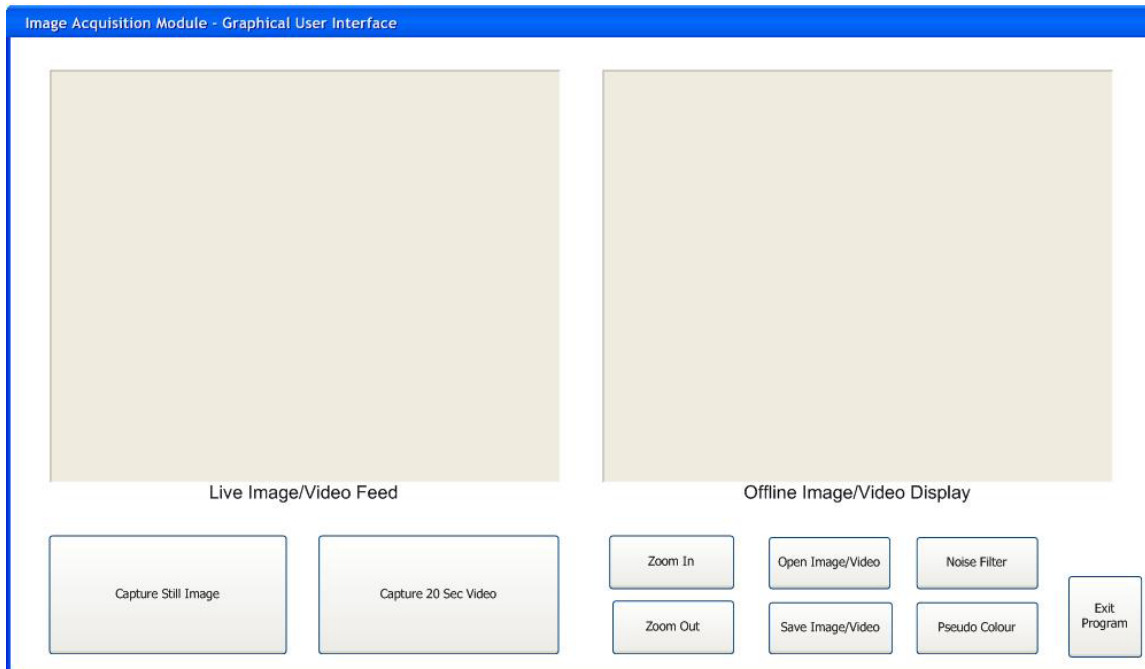 Image Acquisition Module - Graphical User Interface
Live Image/Video Feed
Offline Image/Video Display
Capture Still Image
Capture 20 Sec Video
Zoom In
Open Image/Video
Noise Filter
Zoom Out
Save Image/Video
Pseudo Colour
Exit
Program